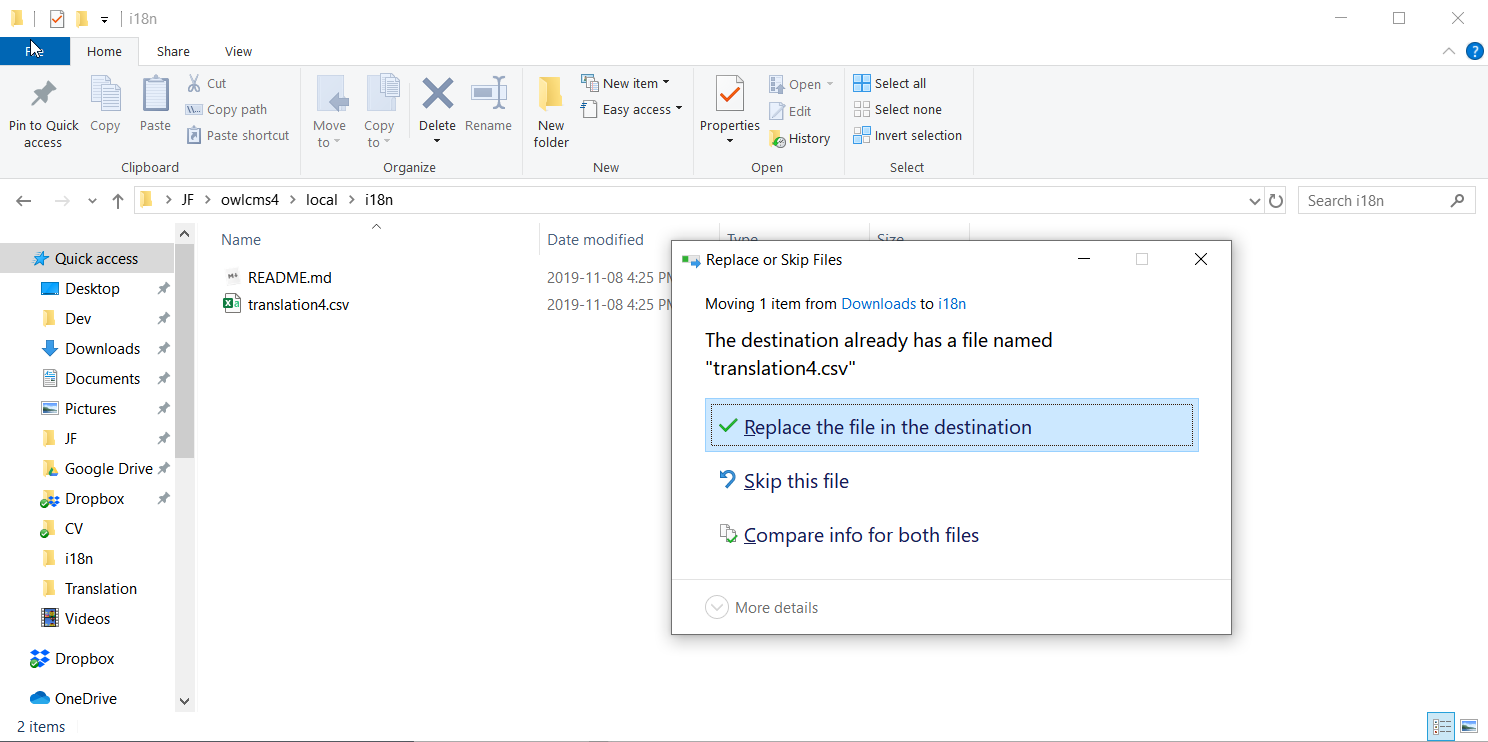 i18n
File
Home
Share
View
Pin to Quick
access
Copy
Paste
Cut
Copy path
Paste shortcut
Clipboard
Move
to
Copy
to
Delete
Rename
Organize
New
folder
New item
Easy access
New
Properties
Open
Edit
History
Open
Select all
Select none
Invert selection
Select
JF
owlcms4
local
i18n
Search i18n
Name
Date modified
Type
Size
README.md
2019-11-08 4:25 PM
translation4.csv
2019-11-08 4:25 PM
Quick access
Desktop
Dev
Downloads
Documents
Pictures
JF
Google Drive
Dropbox
CV
i18n
Translation
Videos
Dropbox
OneDrive
2 items
Replace or Skip Files
Moving 1 item from Downloads to i18n
The destination already has a file named
"translation4.csv"
Replace the file in the destination
Skip this file
Compare info for both files
More details